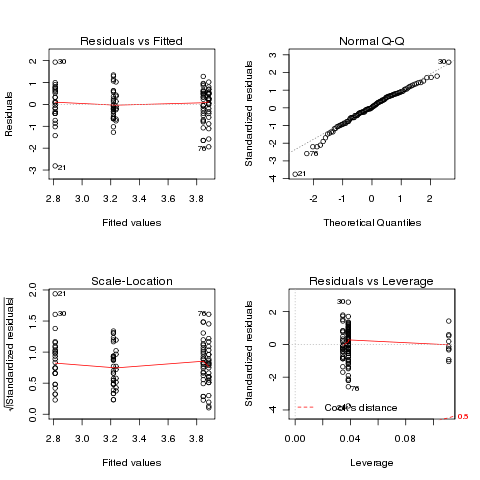 Residuals vs Fitted
Residuals
2
1
0
-1
-2
-3
30
76
21
2.8 3.0 3.2 3.4 3.6 3.8
Fitted values
Normal Q-Q
Standardized residuals
3
2
1
0
-1
-2
-3
-4
30
76
21
-2 -1 0 1 2
Theoretical Quantiles
Scale-Location
√|Standardized residuals|
2.0
1.5
1.0
0.5
0.0
21
30
76
2.8 3.0 3.2 3.4 3.6 3.8
Fitted values
Residuals vs Leverage
Standardized residuals
2
0
-2
-4
30
76
Cook's distance
0.5
0.00 0.04 0.08
Leverage